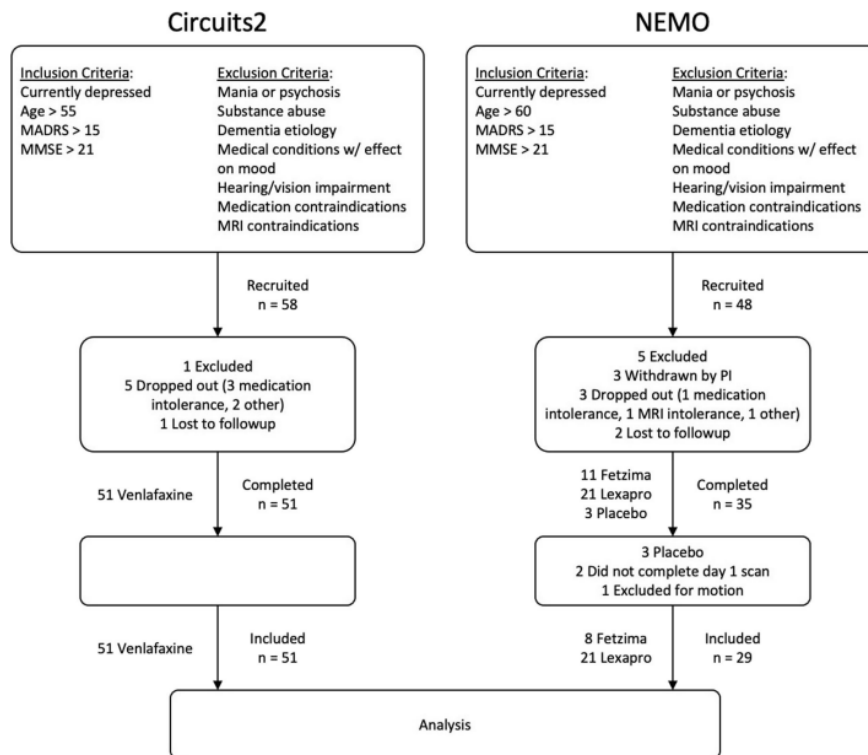 Circuits2
Inclusion Criteria:
Currently depressed
Age > 55
MADRS > 15
MMSE > 21
Exclusion Criteria:
Mania or psychosis
Substance abuse
Dementia etiology
Medical conditions w/ effect
on mood
Hearing/vision impairment
Medication contraindications
MRI contraindications
Recruited
n = 58
1 Excluded
5 Dropped out (3 medication
intolerance, 2 other)
1 Lost to followup
51 Venlafaxine
Completed
n = 51
51 Venlafaxine
Included
n = 51
NEMO
Inclusion Criteria:
Currently depressed
Age > 60
MADRS > 15
MMSE > 21
Exclusion Criteria:
Mania or psychosis
Substance abuse
Dementia etiology
Medical conditions w/ effect
on mood
Hearing/vision impairment
Medication contraindications
MRI contraindications
Recruited
n = 48
5 Excluded
3 Withdrawn by PI
3 Dropped out (1 medication
intolerance, 1 MRI intolerance, 1 other)
2 Lost to followup
11 Fetzima
21 Lexapro
3 Placebo
Completed
n = 35
3 Placebo
2 Did not complete day 1 scan
1 Excluded for motion
8 Fetzima
21 Lexapro
Included
n = 29
Analysis